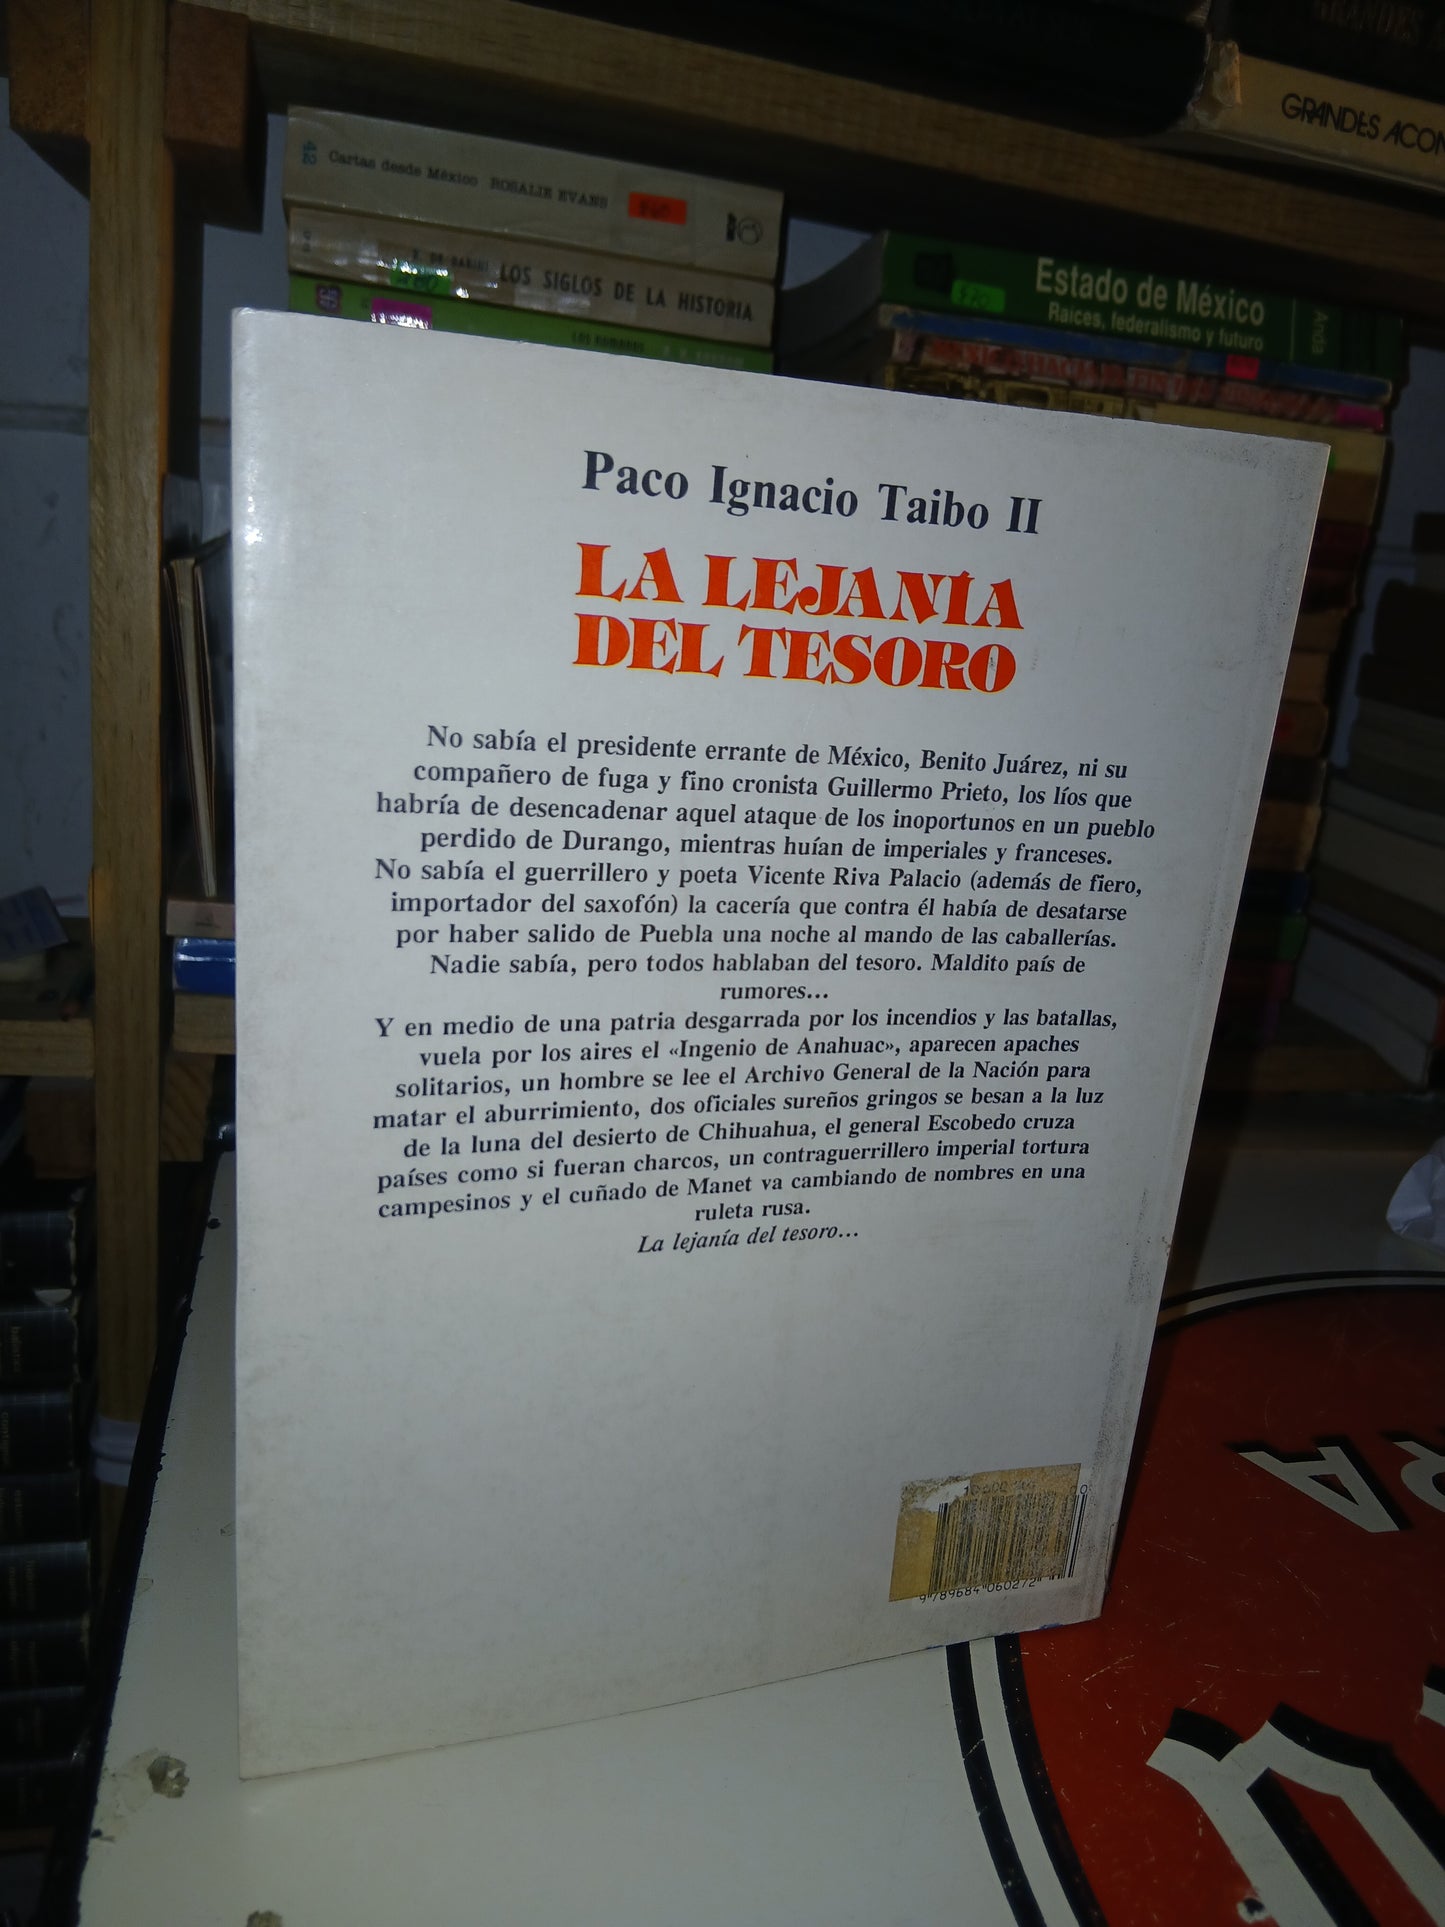 GRANDES ACON
42 Cartas desde México ROSALIE EVANS
LOS SIGLOS DE LA HISTORIA
Estado de México
Raíces, federalismo y futuro
Anda
LOS ROMANOS
Paco Ignacio Taibo II
LA LEJANÍA
DEL TESORO
No sabía el presidente errante de México, Benito Juárez, ni su
compañero de fuga y fino cronista Guillermo Prieto, los líos que
habría de desencadenar aquel ataque de los inoportunos en un pueblo
perdido de Durango, mientras huían de imperiales y franceses.
No sabía el guerrillero y poeta Vicente Riva Palacio (además de fiero,
importador del saxofón) la cacería que contra él había de desatarse
por haber salido de Puebla una noche al mando de las caballerías.
Nadie sabía, pero todos hablaban del tesoro. Maldito país de
rumores...
Y en medio de una patria desgarrada por los incendios y las batallas,
vuela por los aires el «Ingenio de Anahuac», aparecen apaches
solitarios, un hombre se lee el Archivo General de la Nación para
matar el aburrimiento, dos oficiales sureños gringos se besan a la luz
de la luna del desierto de Chihuahua, el general Escobedo cruza
países como si fueran charcos, un contraguerrillero imperial tortura
campesinos y el cuñado de Manet va cambiando de nombres en una
ruleta rusa.
La lejanía del tesoro...
9 789684 060272
RA